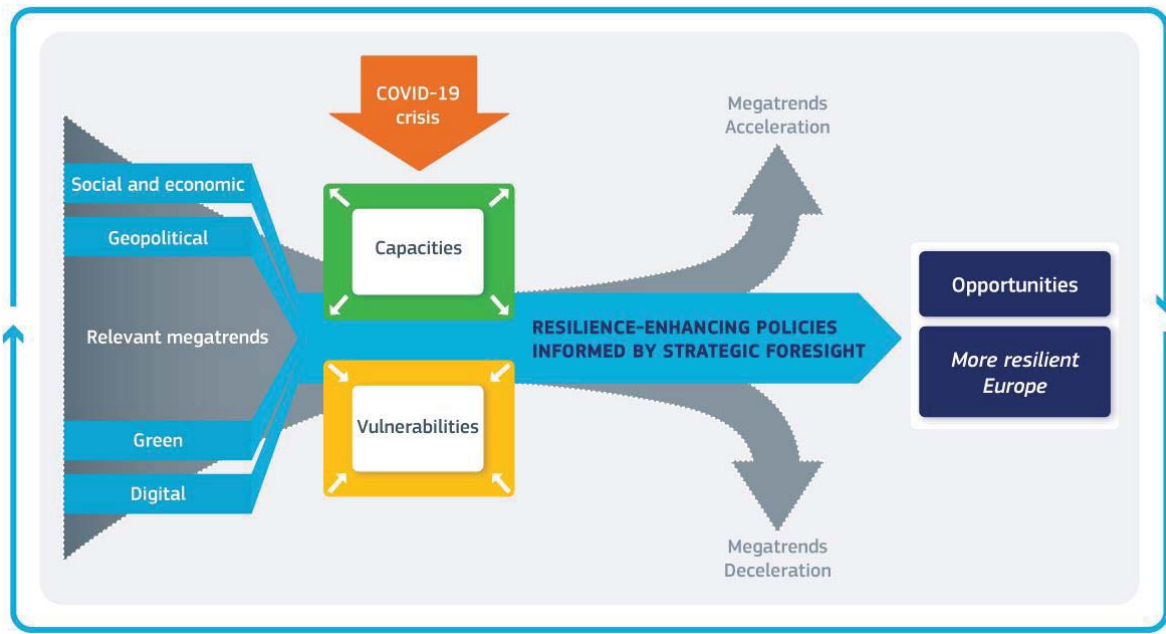 COVID-19
crisis
Megatrends
Acceleration
Social and economic
Geopolitical
Capacities
Relevant megatrends
RESILIENCE-ENHANCING POLICIES
INFORMED BY STRATEGIC FORESIGHT
Opportunities
More resilient
Europe
Vulnerabilities
Green
Digital
Megatrends
Deceleration